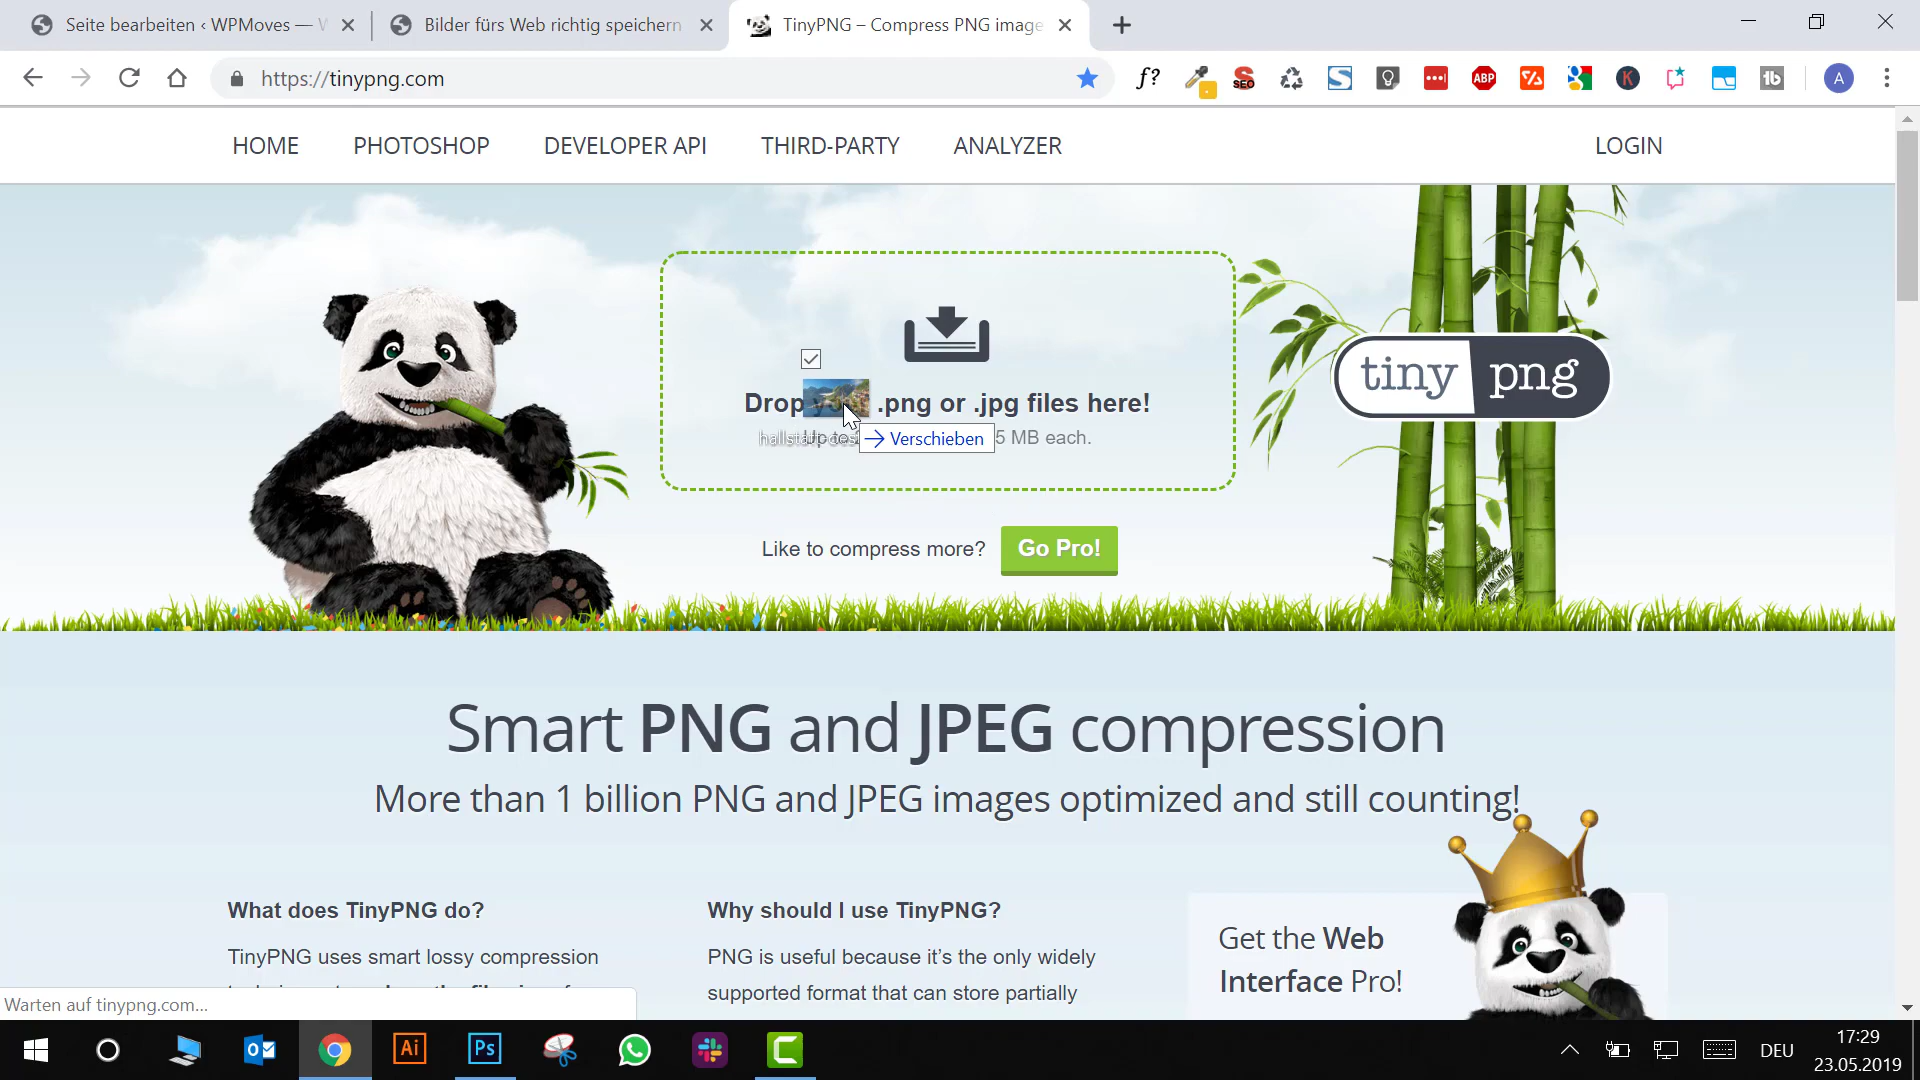 Seite bearbeiten ‹ WPMoves —
Bilder fürs Web richtig speichern
TinyPNG – Compress PNG image
https://tinypng.com
f?
SEO
ABP
K
tb
A
HOME
PHOTOSHOP
DEVELOPER API
THIRD-PARTY
ANALYZER
LOGIN
Drop .png or .jpg files here!
Verschieben
5 MB each.
tiny png
Like to compress more?
Go Pro!
Smart PNG and JPEG compression
More than 1 billion PNG and JPEG images optimized and still counting!
What does TinyPNG do?
TinyPNG uses smart lossy compression
Why should I use TinyPNG?
PNG is useful because it's the only widely
supported format that can store partially
Get the Web
Interface Pro!
Warten auf tinypng.com...
Ai
Ps
DEU
17:29
23.05.2019